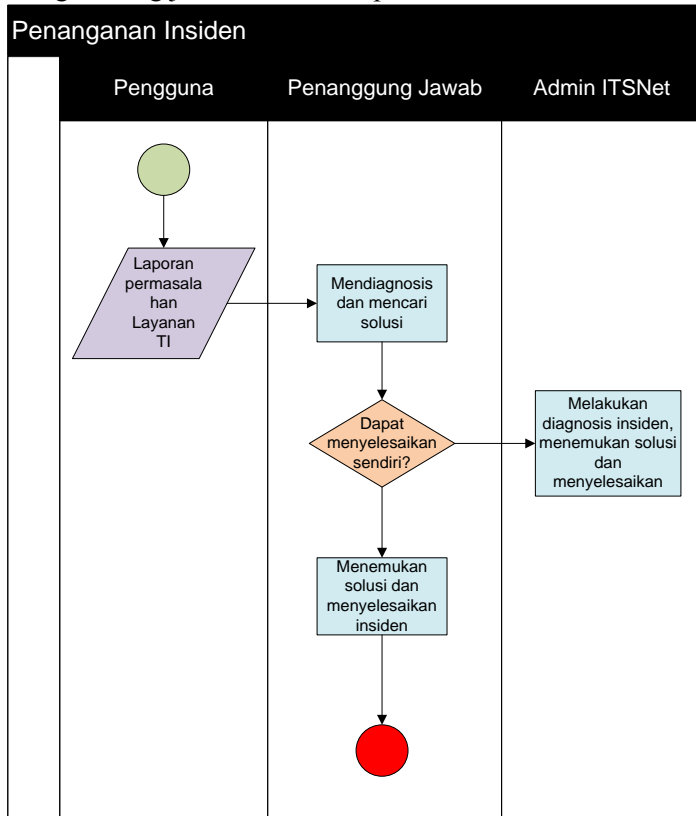 Penanganan Insiden
Pengguna
Penanggung Jawab
Admin ITSNet
Laporan
permasala
han
Layanan
TI
Mendiagnosis
dan mencari
solusi
Dapat
menyelesaikan
sendiri?
Melakukan
diagnosis insiden,
menemukan solusi
dan
menyelesaikan
Menemukan
solusi dan
menyelesaikan
insiden